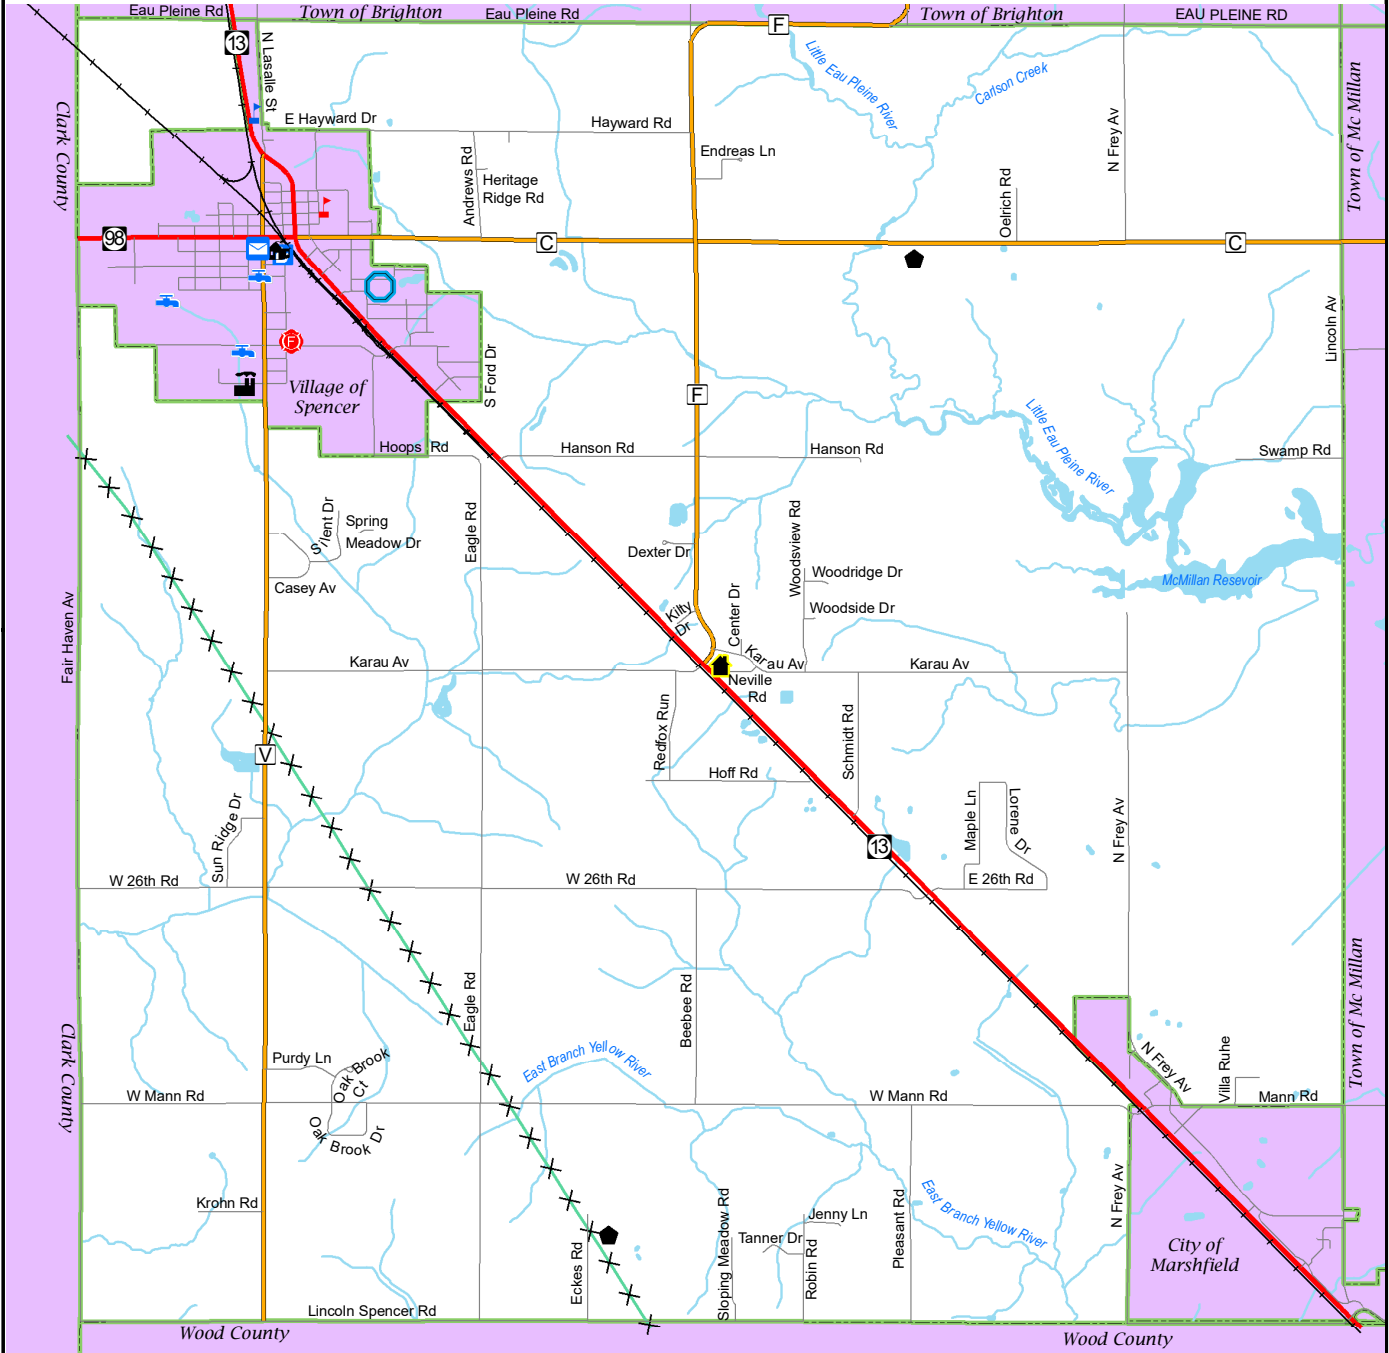 Eau Pleine Rd
Town of Brighton
Eau Pleine Rd
F
Town of Brighton
EAU PLEINE RD
13
N Lasalle St
Little Eau Pleine River
Carlson Creek
Town of Mc Millan
Clark County
E Hayward Dr
Hayward Rd
N Frey Av
Endreas Ln
Andrews Rd
Heritage
Ridge Rd
Oelrich Rd
98
C
C
Lincoln Av
F
Village of
Spencer
S Ford Dr
F
Little Eau Pleine River
Hoops Rd
Hanson Rd
Hanson Rd
Swamp Rd
Silent Dr
Spring
Meadow Dr
Eagle Rd
Woodsview Rd
Dexter Dr
Woodridge Dr
McMillan Resevoir
Casey Av
Fair Haven Av
Kilty
Dr
Center Dr
Woodside Dr
Karau Av
Karau Av
Karau Av
Neville
Rd
Redfox Run
Schmidt Rd
V
Hoff Rd
Sun Ridge Dr
Maple Ln
Lorene Dr
N Frey Av
13
W 26th Rd
W 26th Rd
E 26th Rd
Eagle Rd
Beebee Rd
Town of Mc Millan
Clark County
Purdy Ln
Oak Brook
Ct
East Branch Yellow River
N Frey Av
Villa Ruhe
W Mann Rd
W Mann Rd
Mann Rd
Oak Brook Dr
Krohn Rd
Eckes Rd
Sloping Meadow Rd
Jenny Ln
Tanner Dr
Robin Rd
Pleasant Rd
East Branch Yellow River
N Frey Av
City of
Marshfield
Lincoln Spencer Rd
Wood County
Wood County